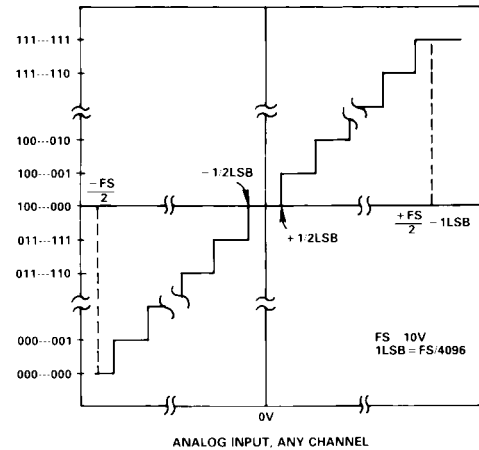 111---111
111---110
100---010
100---001
-FS
2
-1/2LSB
100---000
+1/2LSB
+FS
2
-1LSB
011---111
011---110
FS 10V
1LSB = FS/4096
000---001
000---000
0V
ANALOG INPUT, ANY CHANNEL